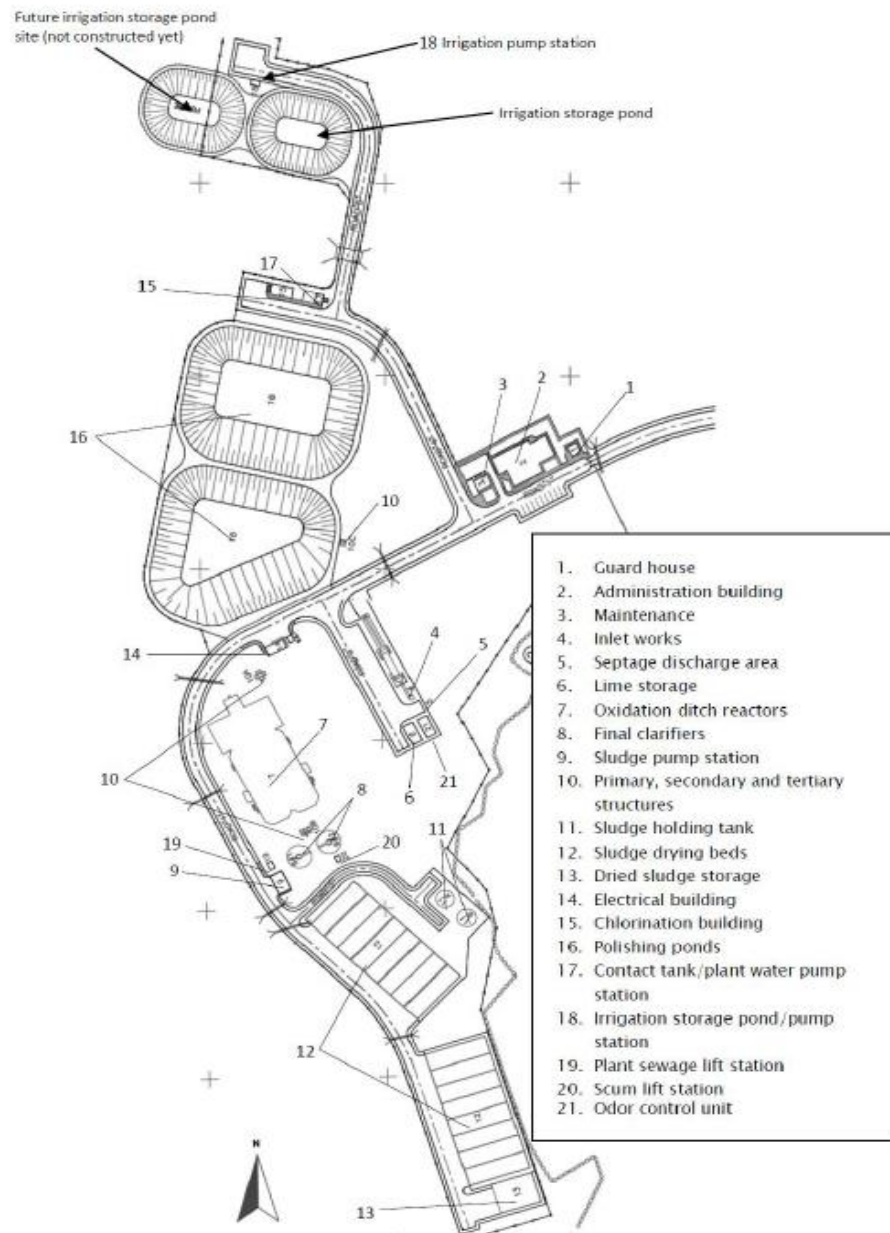 Future irrigation storage pond
site (not constructed yet)
18 Irrigation pump station
Irrigation storage pond
17
15
3
2
1
16
10
14
4
5
7
10
6
21
8
11
19
20
9
12
13
N
1. Guard house
2. Administration building
3. Maintenance
4. Inlet works
5. Septage discharge area
6. Lime storage
7. Oxidation ditch reactors
8. Final clarifiers
9. Sludge pump station
10. Primary, secondary and tertiary
structures
11. Sludge holding tank
12. Sludge drying beds
13. Dried sludge storage
14. Electrical building
15. Chlorination building
16. Polishing ponds
17. Contact tank/plant water pump
station
18. Irrigation storage pond/pump
station
19. Plant sewage lift station
20. Scum lift station
21. Odor control unit